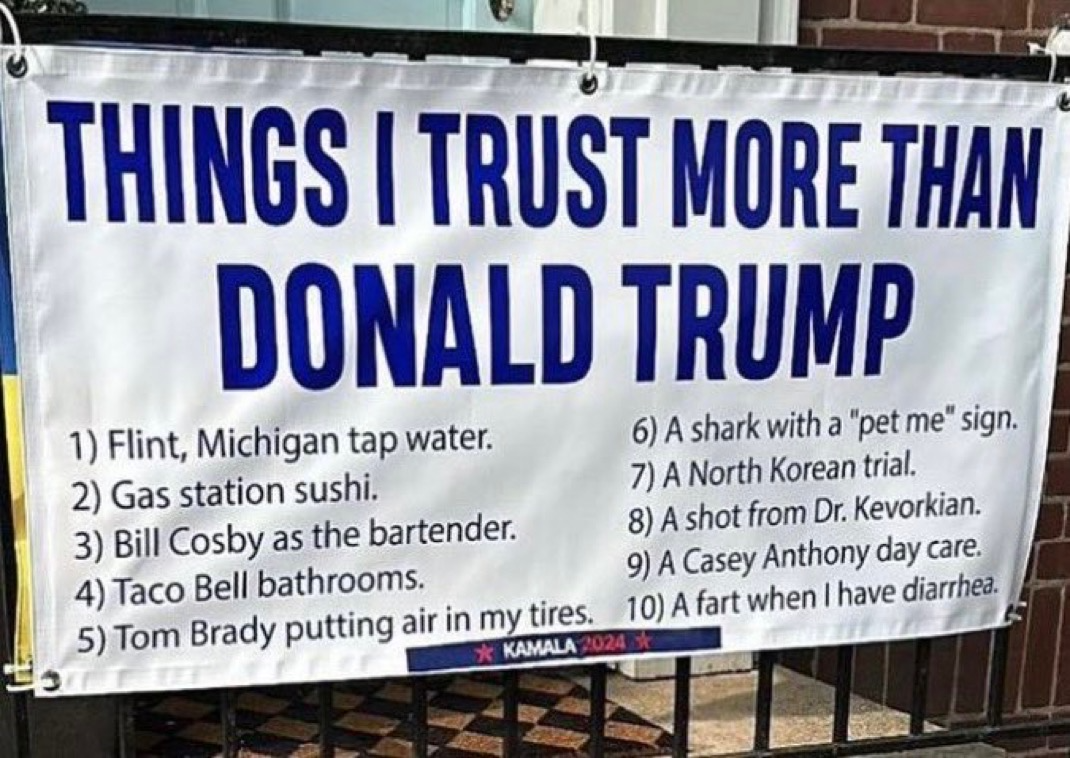 THINGS I TRUST MORE THAN
DONALD TRUMP
1) Flint, Michigan tap water.
2) Gas station sushi.
3) Bill Cosby as the bartender.
4) Taco Bell bathrooms.
5) Tom Brady putting air in my tires.
6) A shark with a "pet me" sign.
7) A North Korean trial.
8) A shot from Dr. Kevorkian.
9) A Casey Anthony day care.
10) A fart when I have diarrhea.
KAMALA 2024